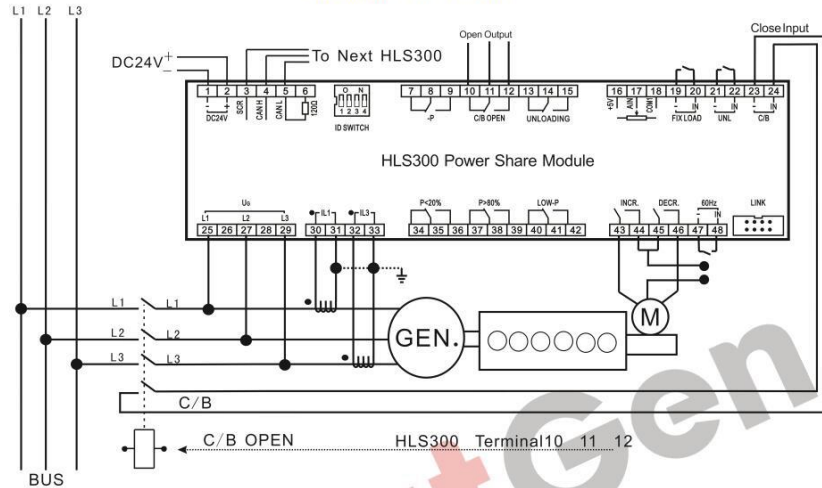 L1 L2 L3
DC24V + −
To Next HLS300
Open Output
Close Input
1 2 3 4 5 6
7 8 9 10 11 12 13 14 15
16 17 18 19 20 21 22 23 24
- + DC24V
SCR
CAN H
CAN L
120Ω
O N
1 2 3 4
ID SWITCH
-P
C/B OPEN
UNLOADING
+5V
AIN
COM1
- IN
FIX LOAD
- IN
UNL
- IN
C/B
HLS300 Power Share Module
Us
L1 L2 L3
IL1
IL3
P<20%
P>80%
LOW-P
INCR.
DECR.
60Hz
- IN
LINK
25 26 27 28 29
30 31 32 33
34 35 36 37 38 39 40 41 42
43 44 45 46 47 48
L1 L1
L2 L2
L3 L3
GEN.
M
C/B
C/B OPEN HLS300 Terminal10 11 12
BUS